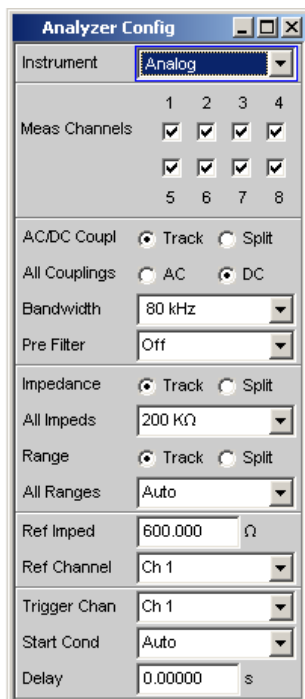 Analyzer Config
Instrument Analog
1 2 3 4
Meas Channels
5 6 7 8
AC/DC Coupl Track Split
All Couplings AC DC
Bandwidth 80 kHz
Pre Filter Off
Impedance Track Split
All Impeds 200 KΩ
Range Track Split
All Ranges Auto
Ref Imped 600.000 Ω
Ref Channel Ch 1
Trigger Chan Ch 1
Start Cond Auto
Delay 0.00000 s